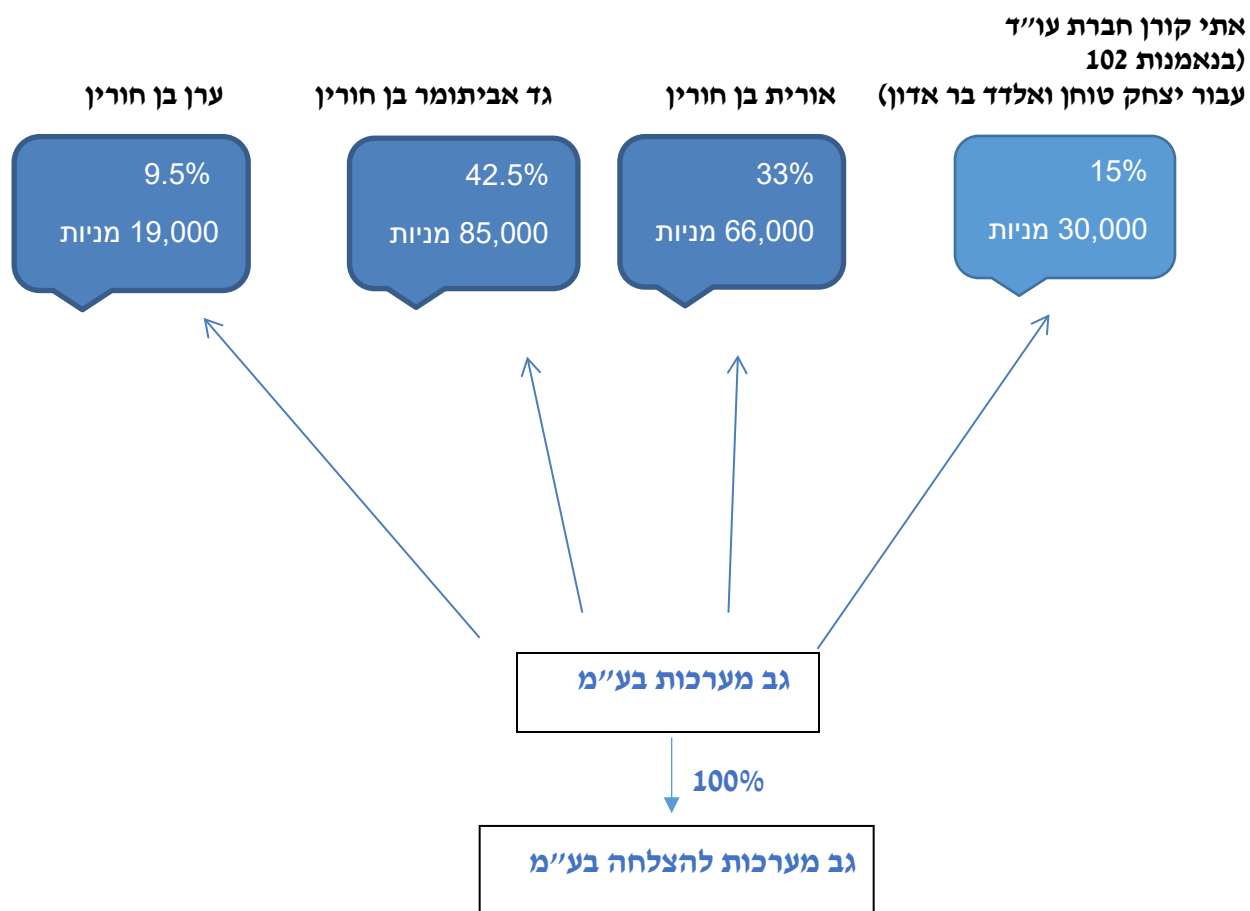 אתי קורן חברת עו״ד
(בנאמנות 102
עבור יצחק טוחן ואלדד בר אדון)
אורית בן חורין
גד אביתומר בן חורין
ערן בן חורין
15%
30,000 מניות
33%
66,000 מניות
42.5%
85,000 מניות
9.5%
19,000 מניות
גב מערכות בע״מ
100%
גב מערכות להצלחה בע״מ